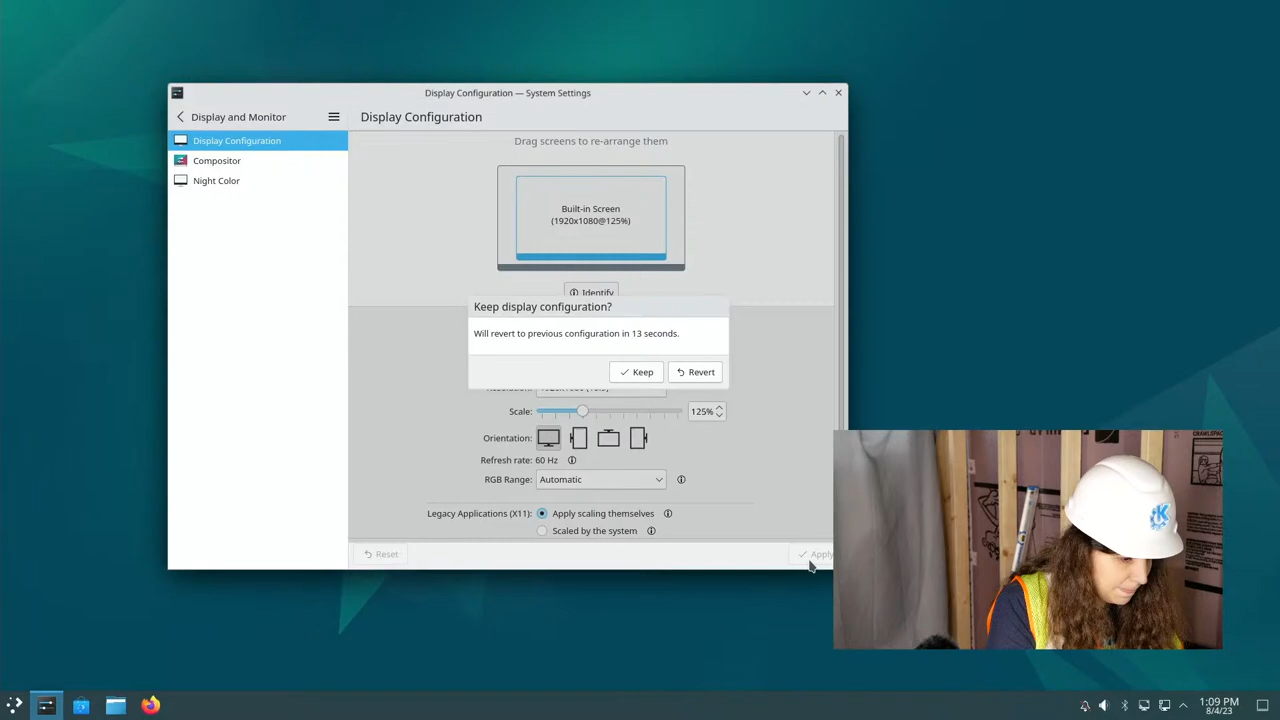 Display Configuration — System Settings
Display and Monitor
Display Configuration
Display Configuration
Compositor
Night Color
Drag screens to re-arrange them
Built-in Screen
(1920x1080@125%)
Identify
Keep display configuration?
Will revert to previous configuration in 13 seconds.
Keep
Revert
Scale:
125%
Orientation:
Refresh rate: 60 Hz
RGB Range: Automatic
Legacy Applications (X11): Apply scaling themselves
Scaled by the system
Reset
Apply
CRAWLSPACE
K
1:09 PM
8/4/23